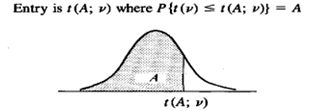 Entry is t(A; ν) where P{t(ν) ≤ t(A; ν)} = A
A
t(A; ν)